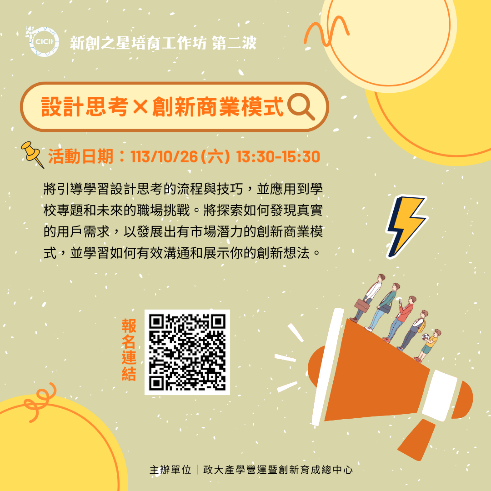 CICII
新創之星培育工作坊 第二波
設計思考×創新商業模式
活動日期：113/10/26(六) 13:30-15:30
將引導學習設計思考的流程與技巧，並應用到學
校專題和未來的職場挑戰。將探索如何發現真實
的用戶需求，以發展出有市場潛力的創新商業模
式，並學習如何有效溝通和展示你的創新想法。
報名連結
主辦單位｜政大產學營運暨創新育成總中心